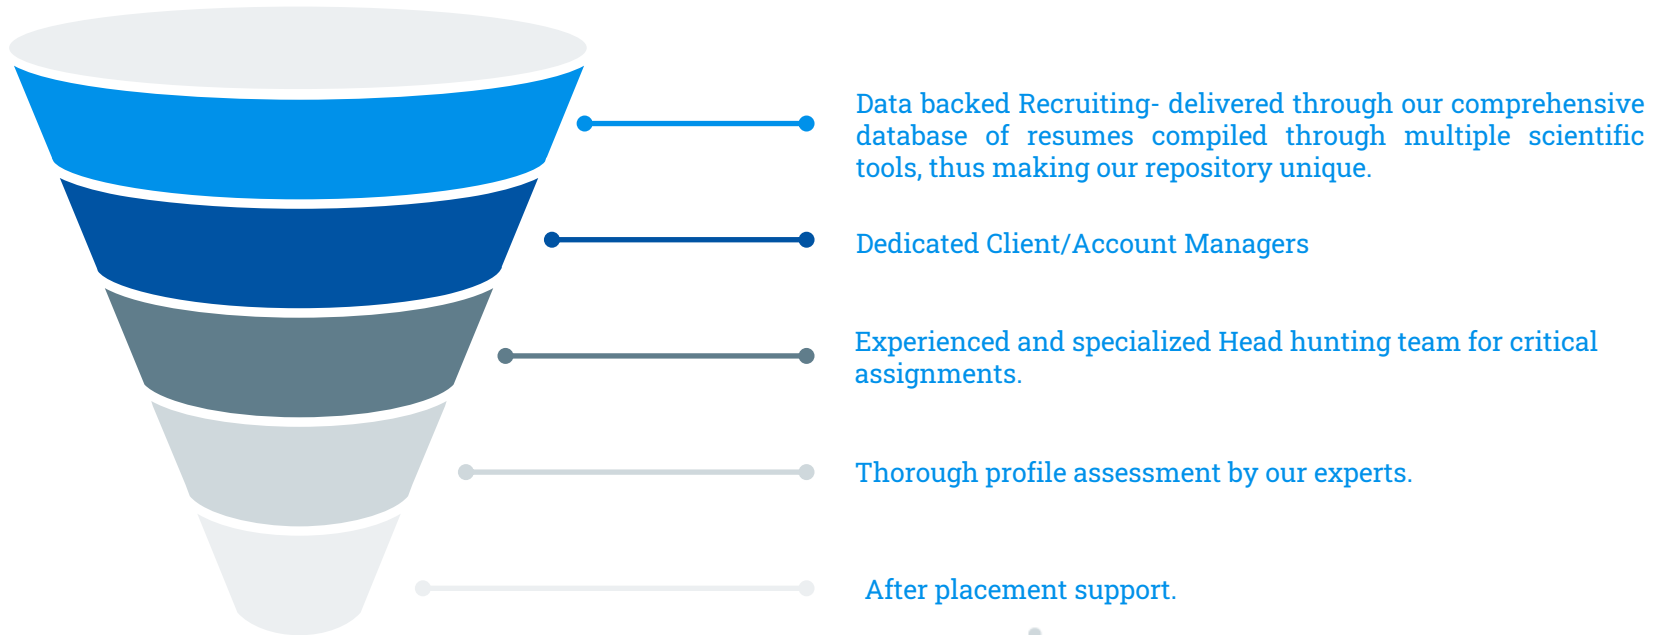 Data backed Recruiting- delivered through our comprehensive
database of resumes compiled through multiple scientific
tools, thus making our repository unique.
Dedicated Client/Account Managers
Experienced and specialized Head hunting team for critical
assignments.
Thorough profile assessment by our experts.
After placement support.